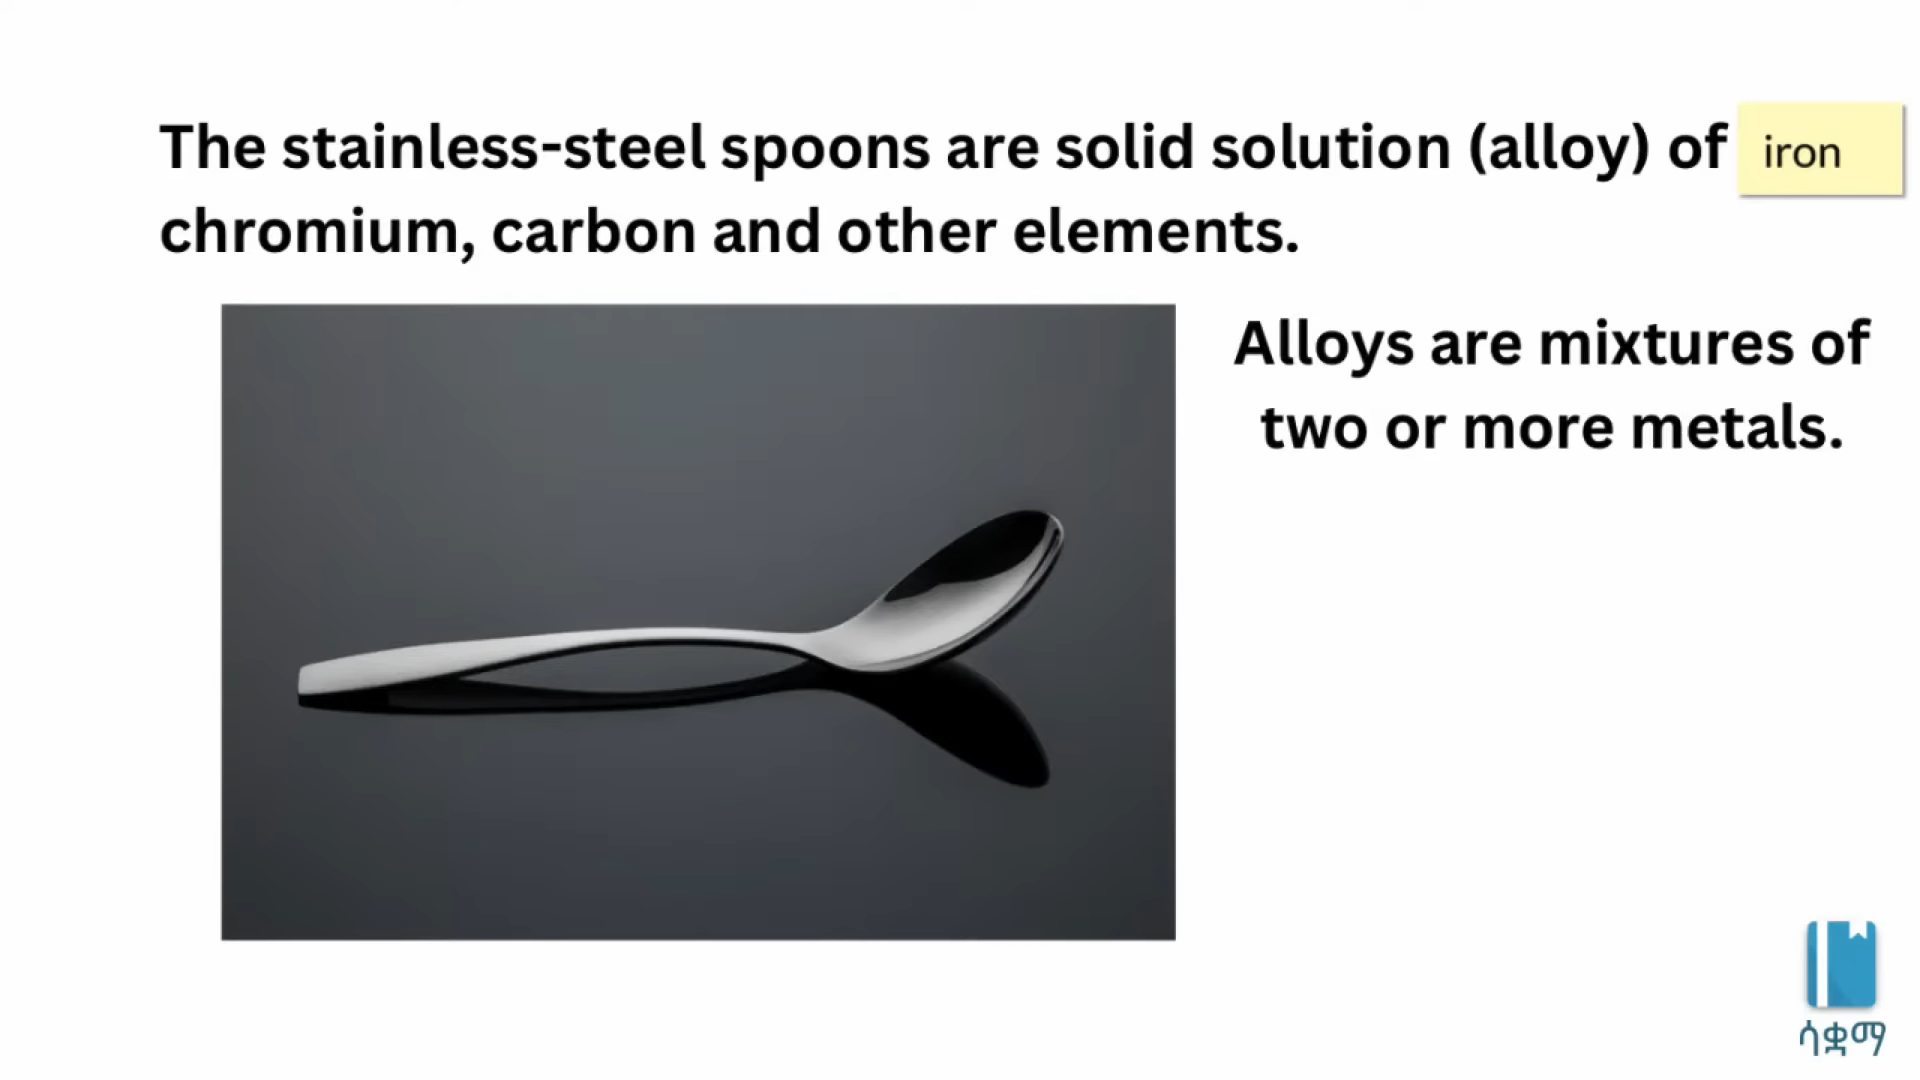 The stainless-steel spoons are solid solution (alloy) of iron
chromium, carbon and other elements.
Alloys are mixtures of
two or more metals.
ሳቋማ